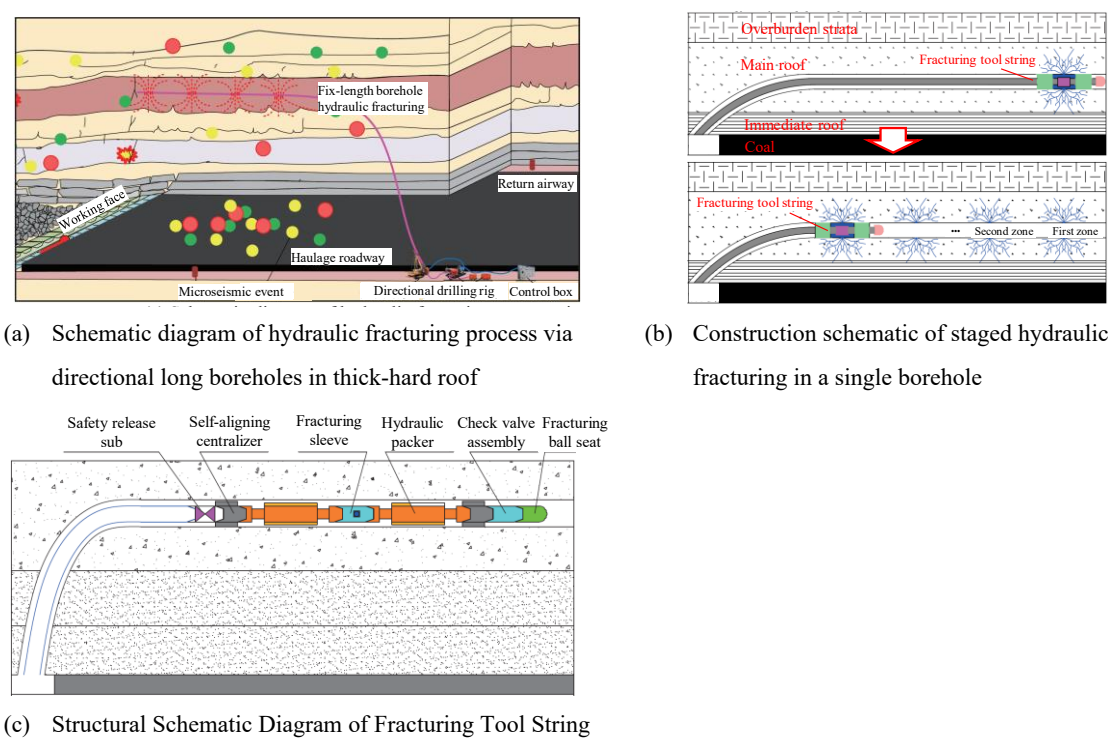 Fix-length borehole
hydraulic fracturing
Return airway
Working face
Haulage roadway
Microseismic event
Directional drilling rig
Control box
(a) Schematic diagram of hydraulic fracturing process via
directional long boreholes in thick-hard roof
Overburden strata
Main roof
Fracturing tool string
Immediate roof
Coal
Fracturing tool string
... Second zone First zone
(b) Construction schematic of staged hydraulic
fracturing in a single borehole
Safety release
sub
Self-aligning
centralizer
Fracturing
sleeve
Hydraulic
packer
Check valve
assembly
Fracturing
ball seat
(c) Structural Schematic Diagram of Fracturing Tool String